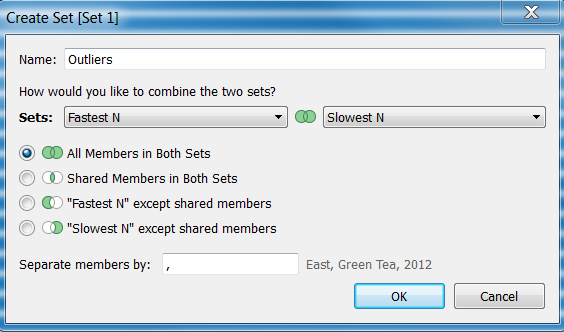 Create Set [Set 1]
Name: Outliers
How would you like to combine the two sets?
Sets: Fastest N Slowest N
All Members in Both Sets
Shared Members in Both Sets
"Fastest N" except shared members
"Slowest N" except shared members
Separate members by: , East, Green Tea, 2012
OK Cancel